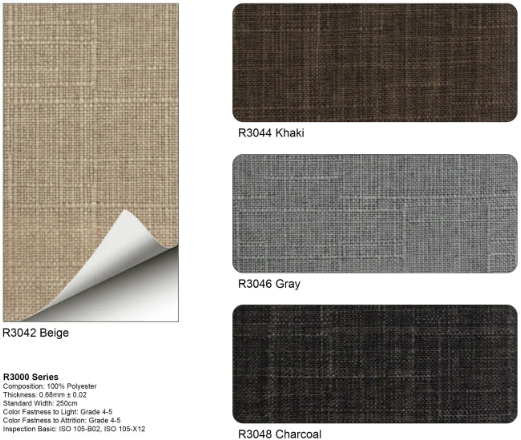 R3044 Khaki
R3046 Gray
R3042 Beige
R3000 Series
Composition: 100% Polyester
Thickness: 0.68mm ± 0.02
Standard Width: 250cm
Color Fastness to Light: Grade 4-5
Color Fastness to Attrition: Grade 4-5
Inspection Basic: ISO 105-B02, ISO 105-X12
R3048 Charcoal